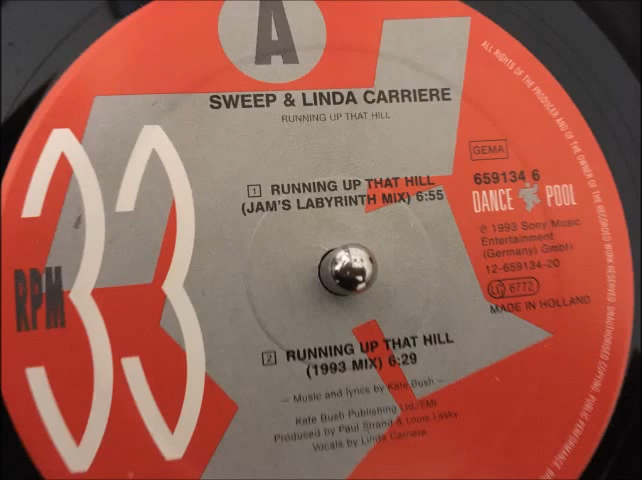 A
SWEEP & LINDA CARRIERE
RUNNING UP THAT HILL
1 RUNNING UP THAT HILL
(JAM'S LABYRINTH MIX) 6:55
2 RUNNING UP THAT HILL
(1993 MIX) 6:29
– Music and lyrics by Kate Bush –
Kate Bush Publishing Ltd./EMI
Produced by Paul Strand & Louis Lasky
Vocals by Linda Carriere
33
RPM
GEMA
659134 6
DANCE POOL
℗ 1993 Sony Music
Entertainment
(Germany) GmbH
12-659134-20
LC 6772
MADE IN HOLLAND
ALL RIGHTS OF THE PRODUCER AND OF THE OWNER OF THE RECORDED WORK RESERVED. UNAUTHORISED COPYING, PUBLIC PERFORMANCE,